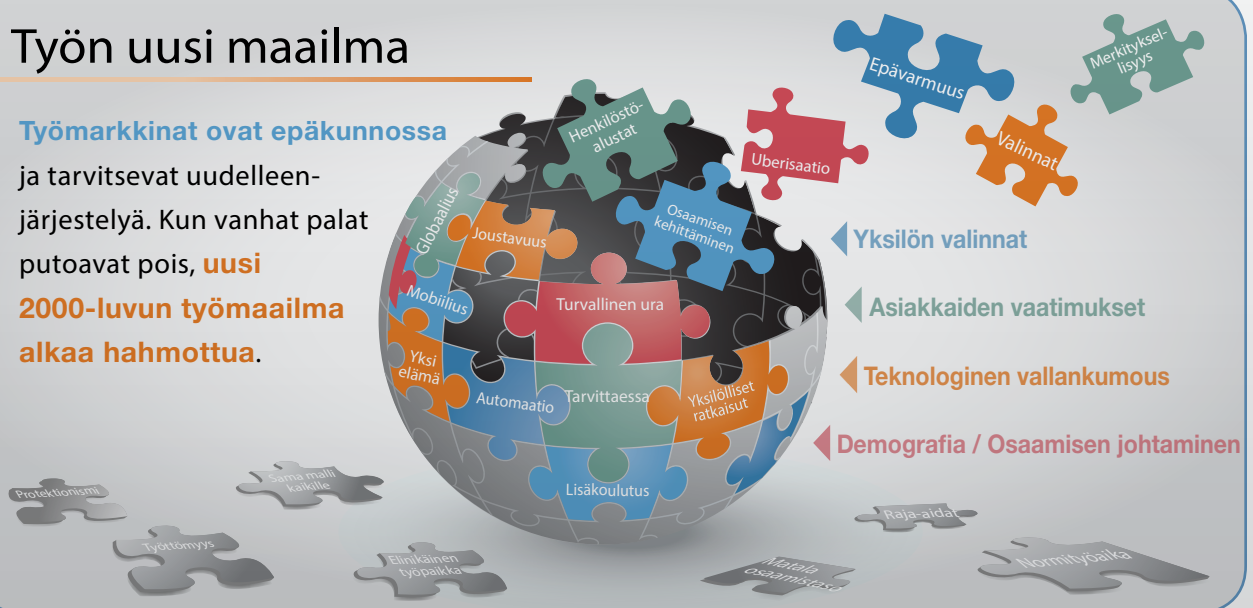 Työn uusi maailma
Työmarkkinat ovat epäkunnossa
ja tarvitsevat uudelleen-
järjestelyä. Kun vanhat palat
putoavat pois, uusi
2000-luvun työmaailma
alkaa hahmottua.
Epävarmuus
Merkityksel-
lisyys
Valinnat
Henkilöstö-
alustat
Uberisaatio
Osaamisen
kehittäminen
Globaalius
Joustavuus
Mobiilius
Turvallinen ura
Yksi
elämä
Automaatio
Tarvittaessa
Yksilölliset
ratkaisut
Lisäkoulutus
Yksilön valinnat
Asiakkaiden vaatimukset
Teknologinen vallankumous
Demografia / Osaamisen johtaminen
Protektionismi
Sama malli
kaikille
Työttömyys
Elinikäinen
työpaikka
Matala
osaamistaso
Raja-aidat
Normityöaika